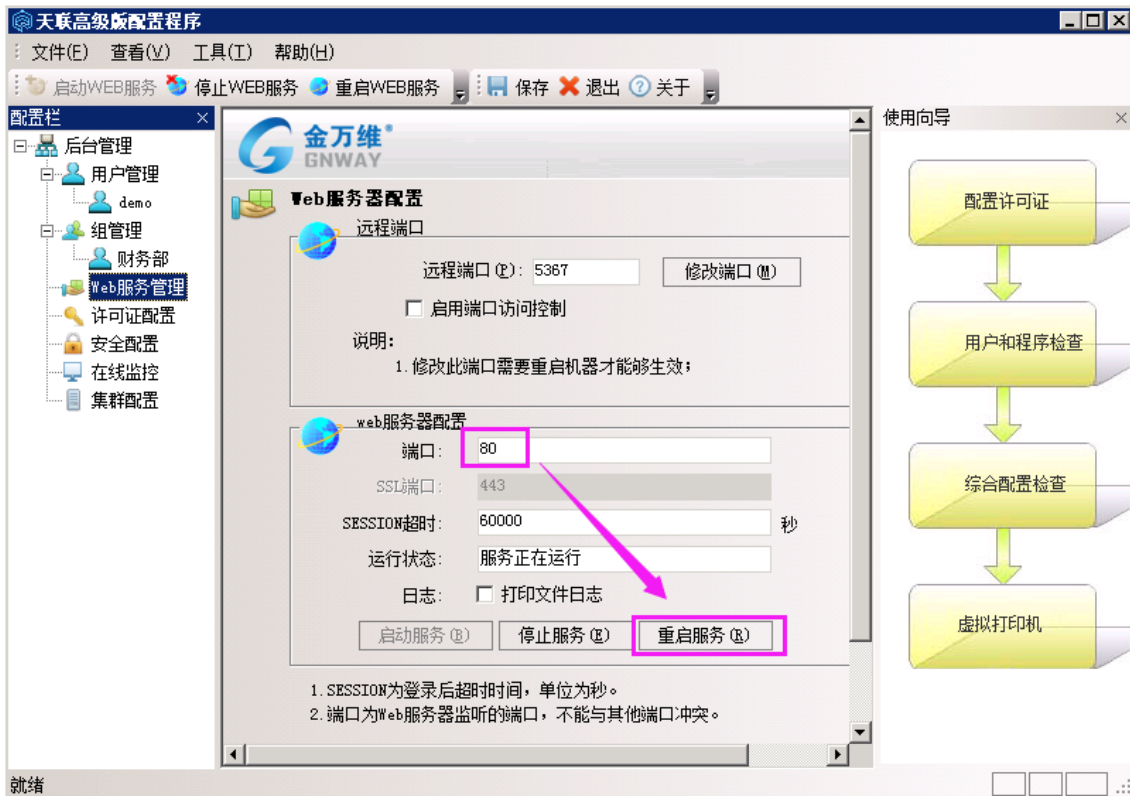 天联高级版配置程序
文件(F) 查看(V) 工具(T) 帮助(H)
启动WEB服务 停止WEB服务 重启WEB服务 保存 退出 关于
配置栏
后台管理
用户管理
demo
组管理
财务部
Web服务管理
许可证配置
安全配置
在线监控
集群配置
金万维®
GNWAY
Web服务器配置
远程端口
远程端口(P): 5367 修改端口(M)
启用端口访问控制
说明:
1.修改此端口需要重启机器才能够生效;
web服务器配置
端口: 80
SSL端口: 443
SESSION超时: 60000 秒
运行状态: 服务正在运行
日志: 打印文件日志
启动服务(B) 停止服务(E) 重启服务(R)
1.SESSION为登录后超时时间，单位为秒。
2.端口为Web服务器监听的端口，不能与其他端口冲突。
使用向导
配置许可证
用户和程序检查
综合配置检查
虚拟打印机
就绪